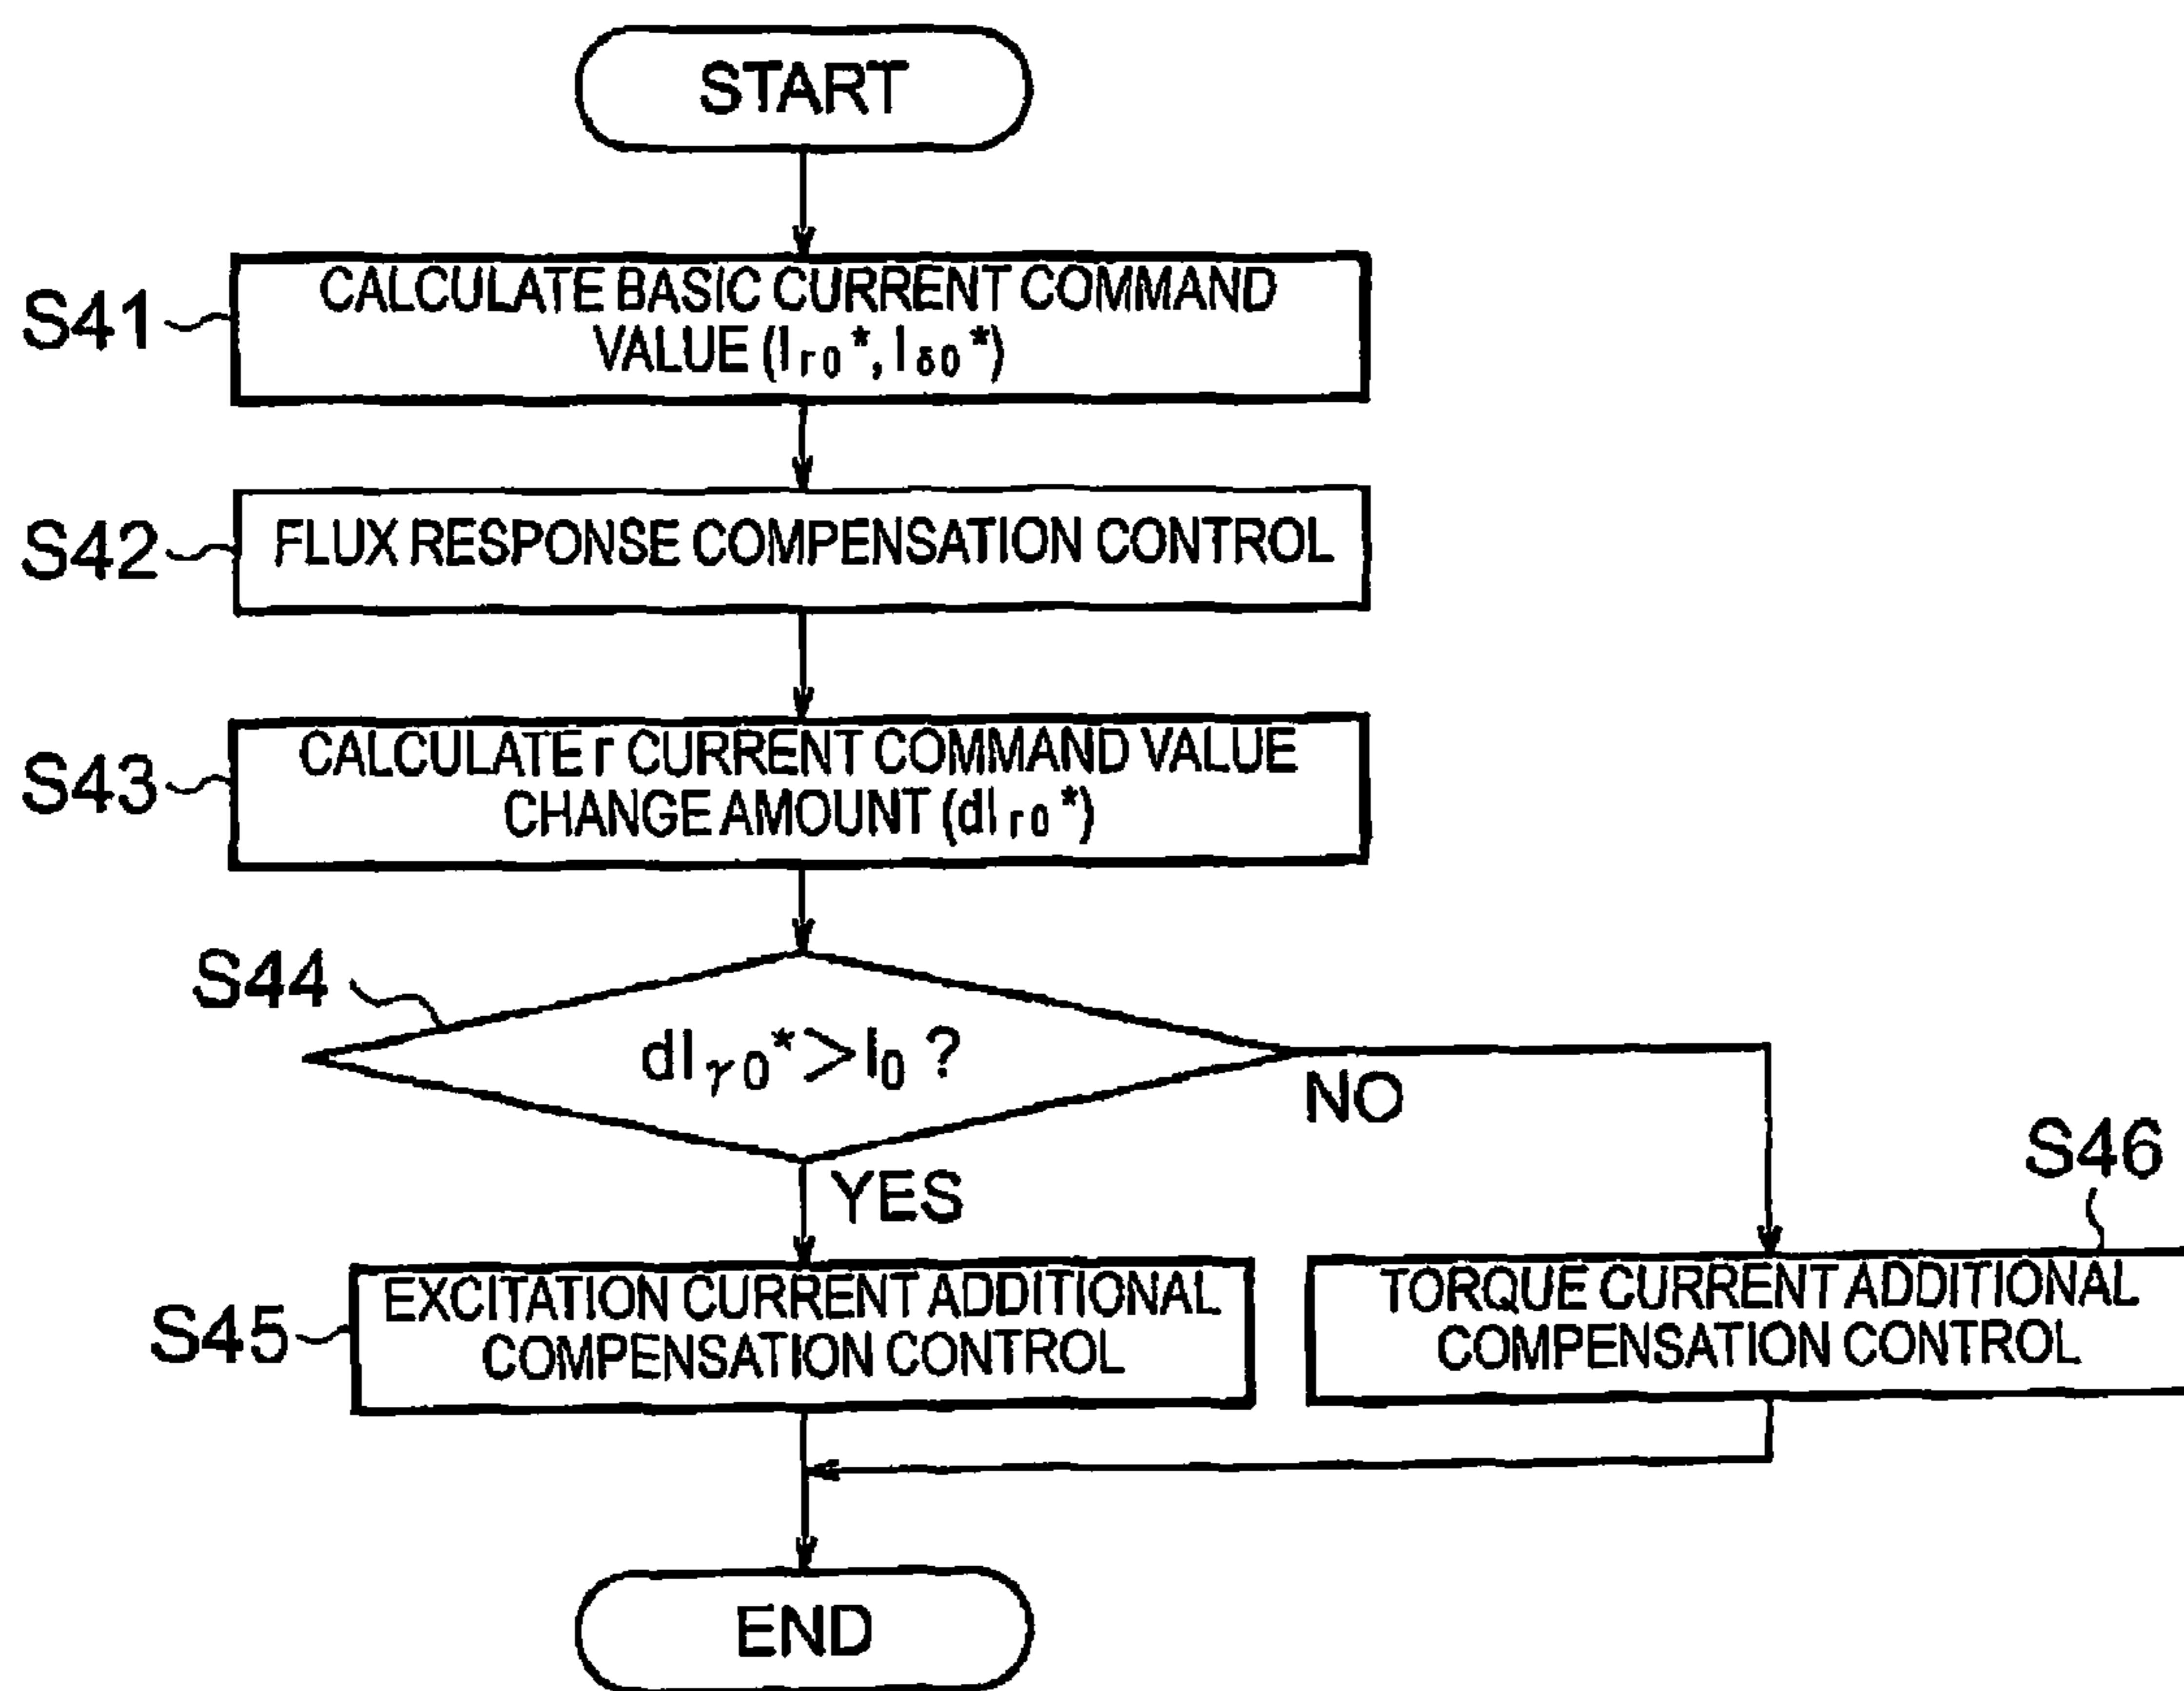 START
S41
CALCULATE BASIC CURRENT COMMAND
VALUE (Ir0*, Iδ0*)
S42
FLUX RESPONSE COMPENSATION CONTROL
S43
CALCULATE r CURRENT COMMAND VALUE
CHANGE AMOUNT (dIr0*)
S44
dIγ0*>I0 ?
NO
YES
S45
EXCITATION CURRENT ADDITIONAL
COMPENSATION CONTROL
S46
TORQUE CURRENT ADDITIONAL
COMPENSATION CONTROL
END